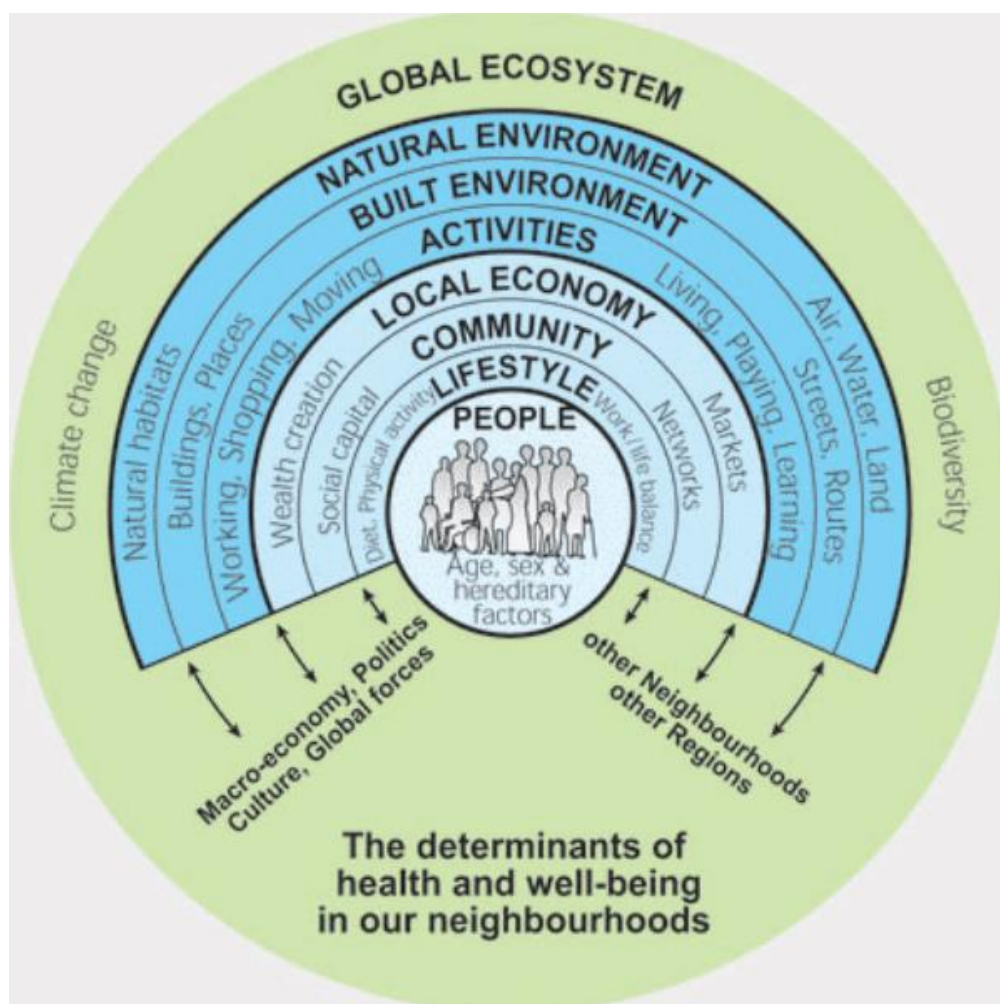 GLOBAL ECOSYSTEM
NATURAL ENVIRONMENT
BUILT ENVIRONMENT
ACTIVITIES
LOCAL ECONOMY
COMMUNITY
LIFESTYLE
PEOPLE
Age, sex &
hereditary
factors
Climate change
Natural habitats
Buildings, Places
Working, Shopping, Moving
Wealth creation
Social capital
Diet, Physical activity
Work/life balance
Networks
Markets
Living, Playing, Learning
Streets, Routes
Air, Water, Land
Biodiversity
Macro-economy, Politics
Culture, Global forces
other Neighbourhoods
other Regions
The determinants of
health and well-being
in our neighbourhoods